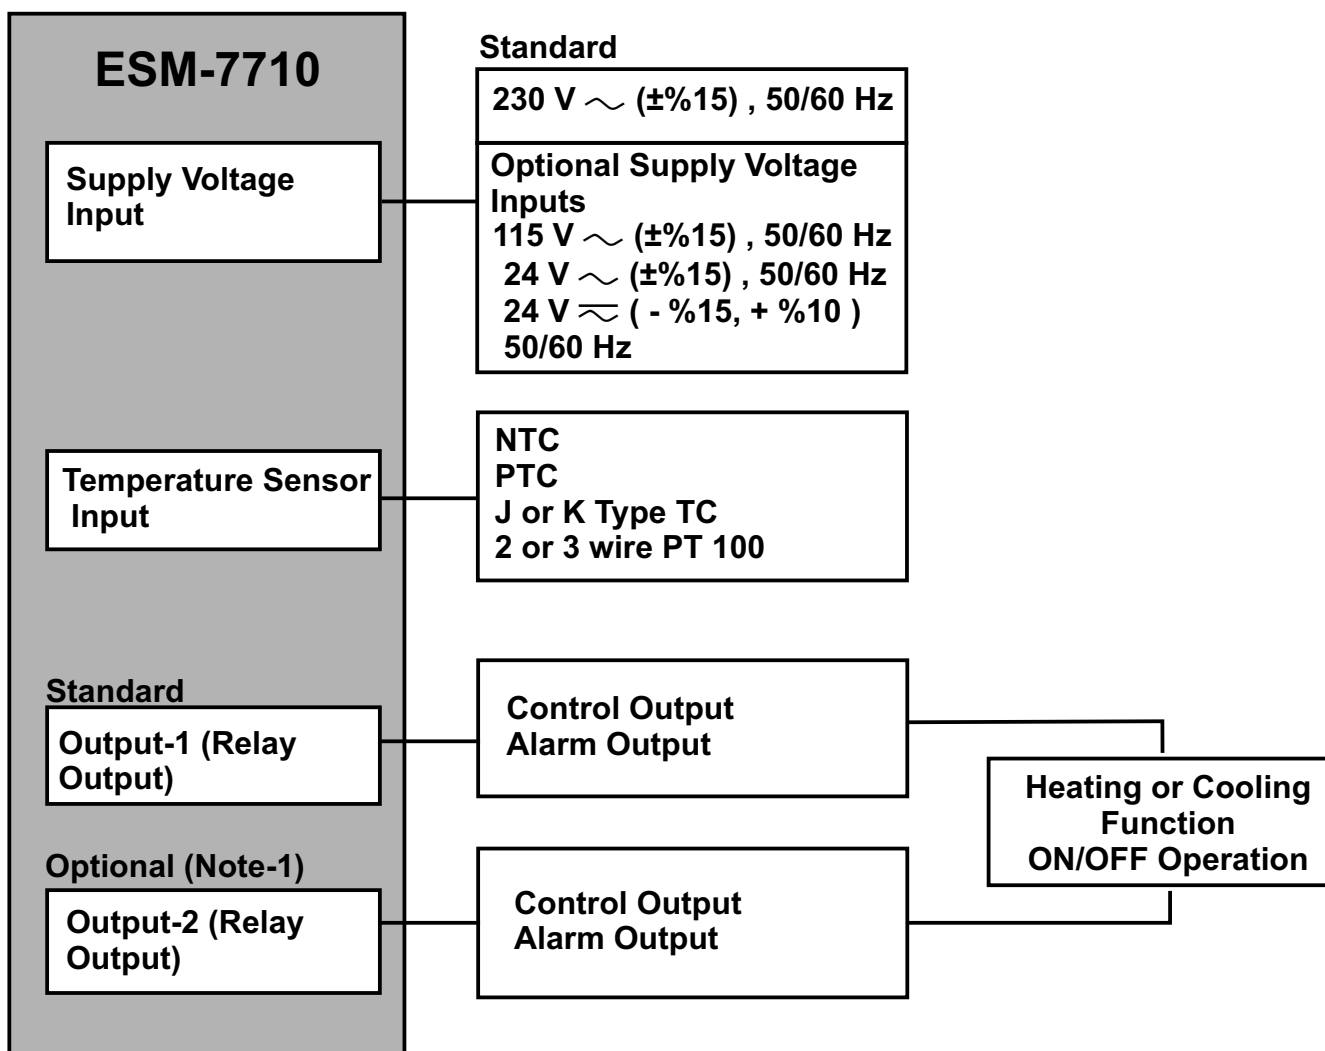 ESM-7710
Standard
230 V ~ (±%15) , 50/60 Hz
Supply Voltage
Input
Optional Supply Voltage
Inputs
115 V ~ (±%15) , 50/60 Hz
24 V ~ (±%15) , 50/60 Hz
24 V ⏦ ( - %15, + %10 )
50/60 Hz
Temperature Sensor
Input
NTC
PTC
J or K Type TC
2 or 3 wire PT 100
Standard
Output-1 (Relay
Output)
Control Output
Alarm Output
Heating or Cooling
Function
ON/OFF Operation
Optional (Note-1)
Output-2 (Relay
Output)
Control Output
Alarm Output